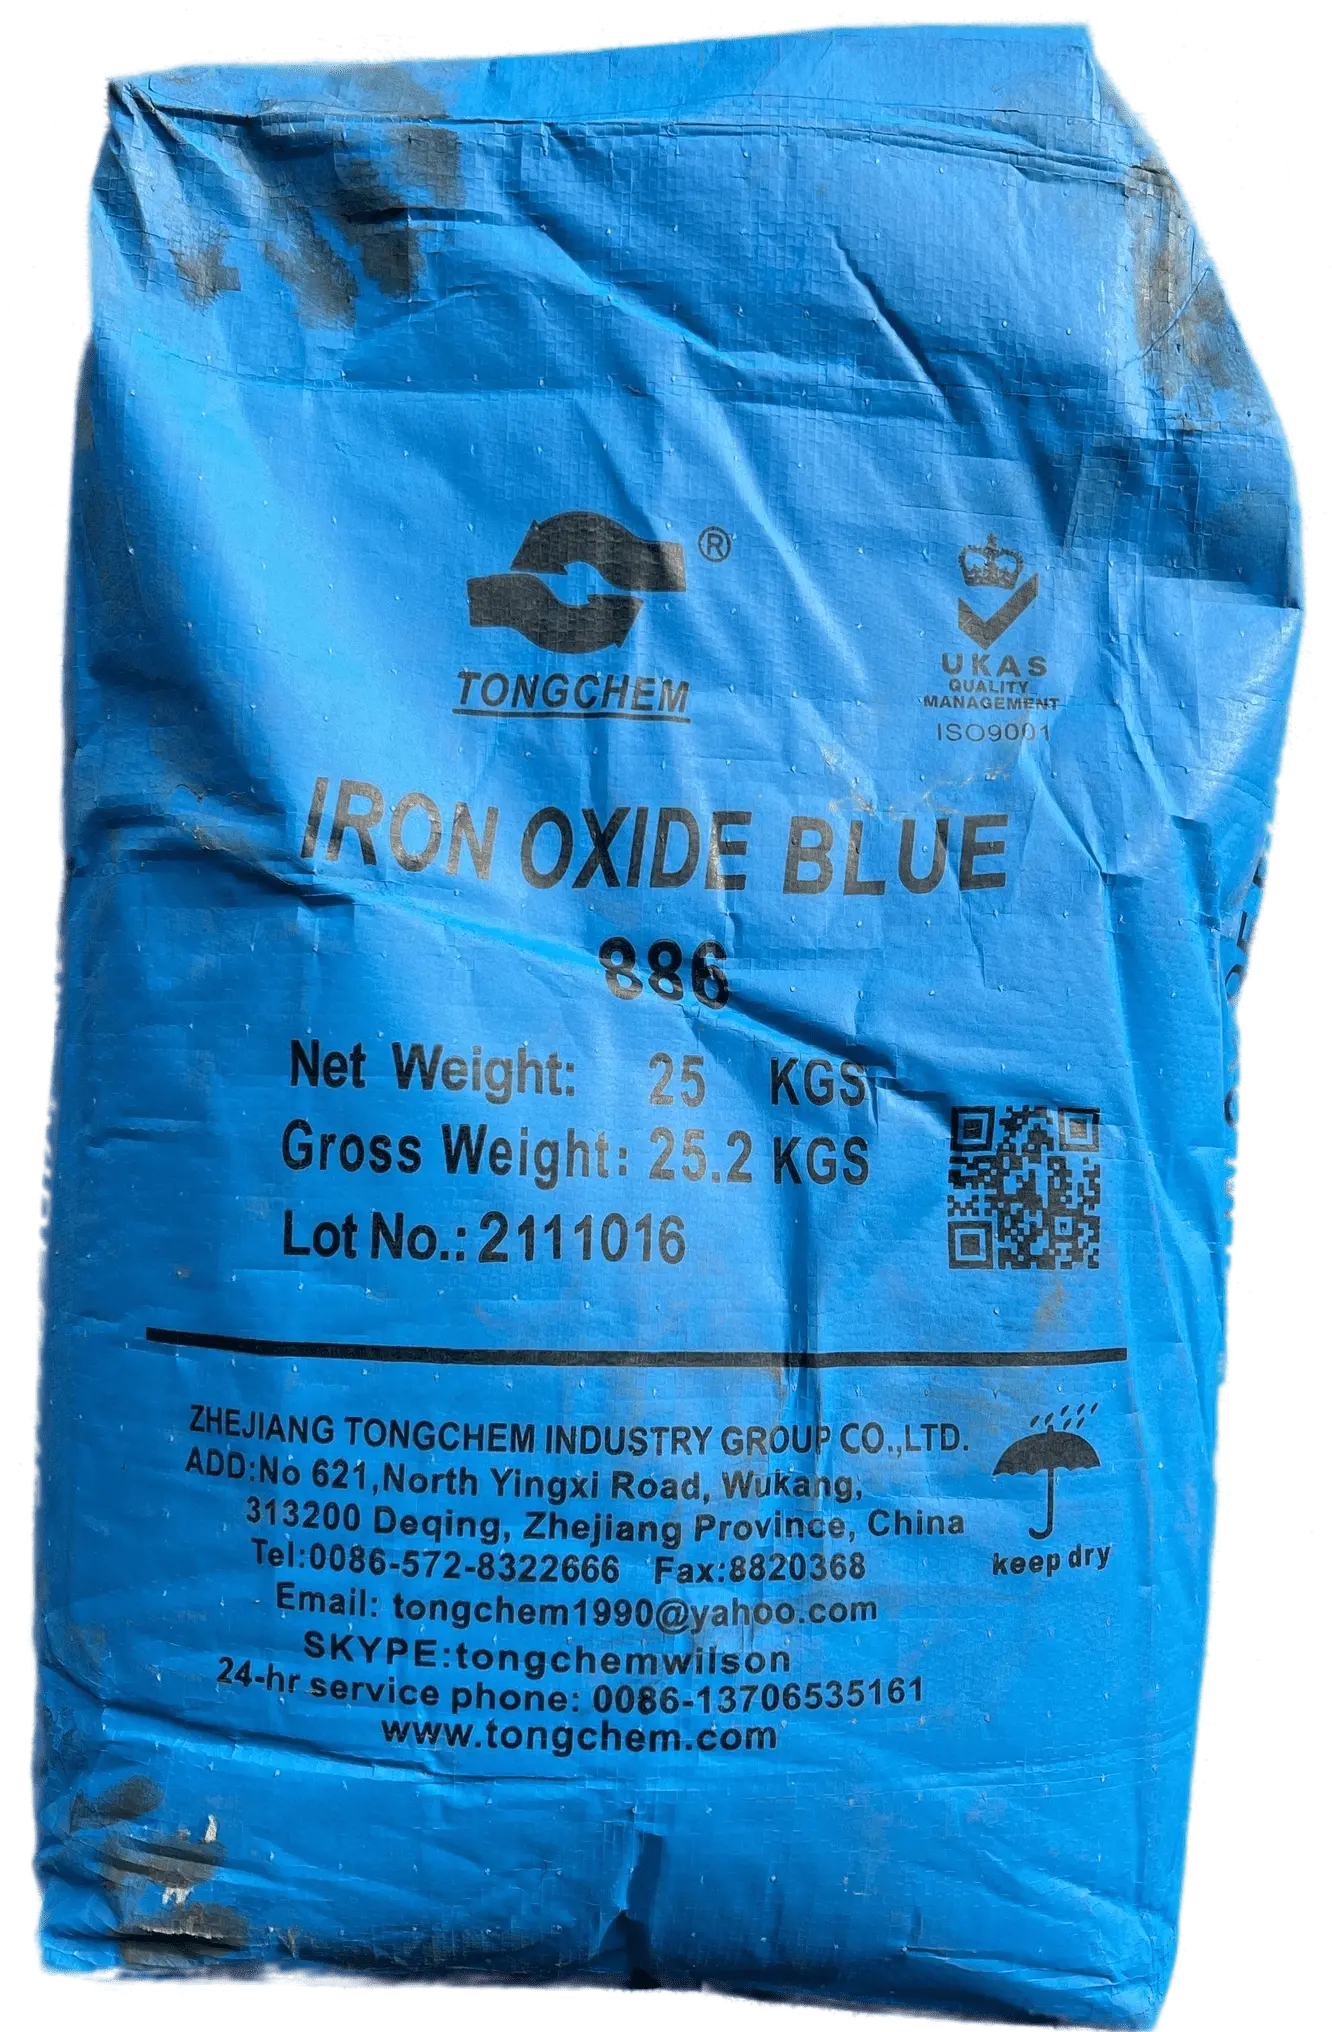 ®
TONGCHEM
UKAS
QUALITY
MANAGEMENT
ISO9001
IRON OXIDE BLUE
886
Net Weight: 25 KGS
Gross Weight: 25.2 KGS
Lot No.: 2111016
ZHEJIANG TONGCHEM INDUSTRY GROUP CO.,LTD.
ADD:No 621,North Yingxi Road, Wukang,
313200 Deqing, Zhejiang Province, China
Tel:0086-572-8322666 Fax:8820368
Email: tongchem1990@yahoo.com
SKYPE:tongchemwilson
24-hr service phone: 0086-13706535161
www.tongchem.com
keep dry